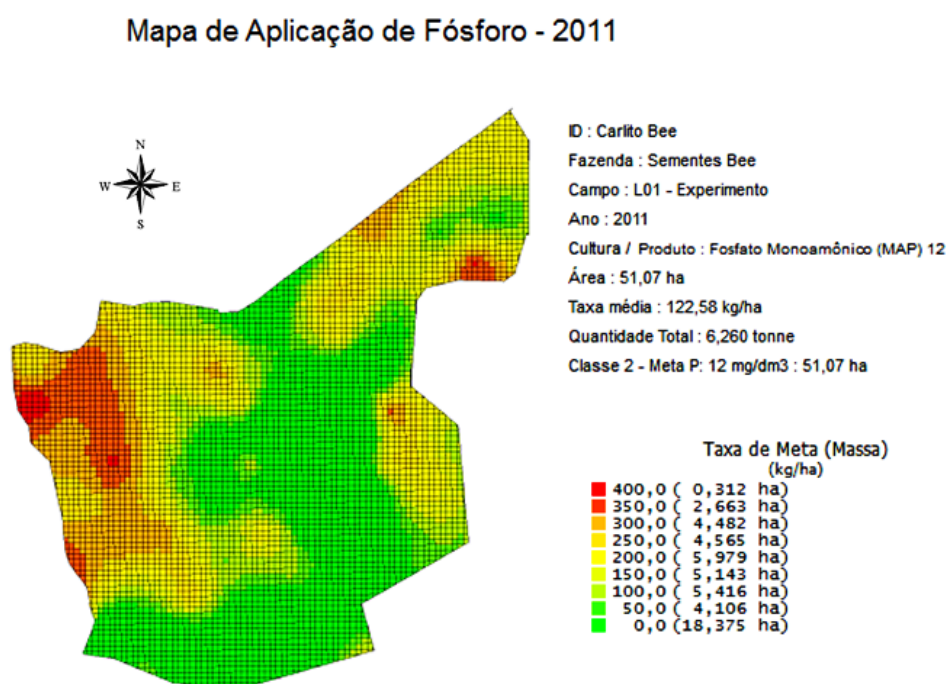 Mapa de Aplicação de Fósforo - 2011
N
W E
S
ID : Carlito Bee
Fazenda : Sementes Bee
Campo : L01 - Experimento
Ano : 2011
Cultura / Produto : Fosfato Monoamônico (MAP) 12
Área : 51,07 ha
Taxa média : 122,58 kg/ha
Quantidade Total : 6,260 tonne
Classe 2 - Meta P: 12 mg/dm3 : 51,07 ha
Taxa de Meta (Massa)
(kg/ha)
400,0 ( 0,312 ha)
350,0 ( 2,663 ha)
300,0 ( 4,482 ha)
250,0 ( 4,565 ha)
200,0 ( 5,979 ha)
150,0 ( 5,143 ha)
100,0 ( 5,416 ha)
50,0 ( 4,106 ha)
0,0 (18,375 ha)